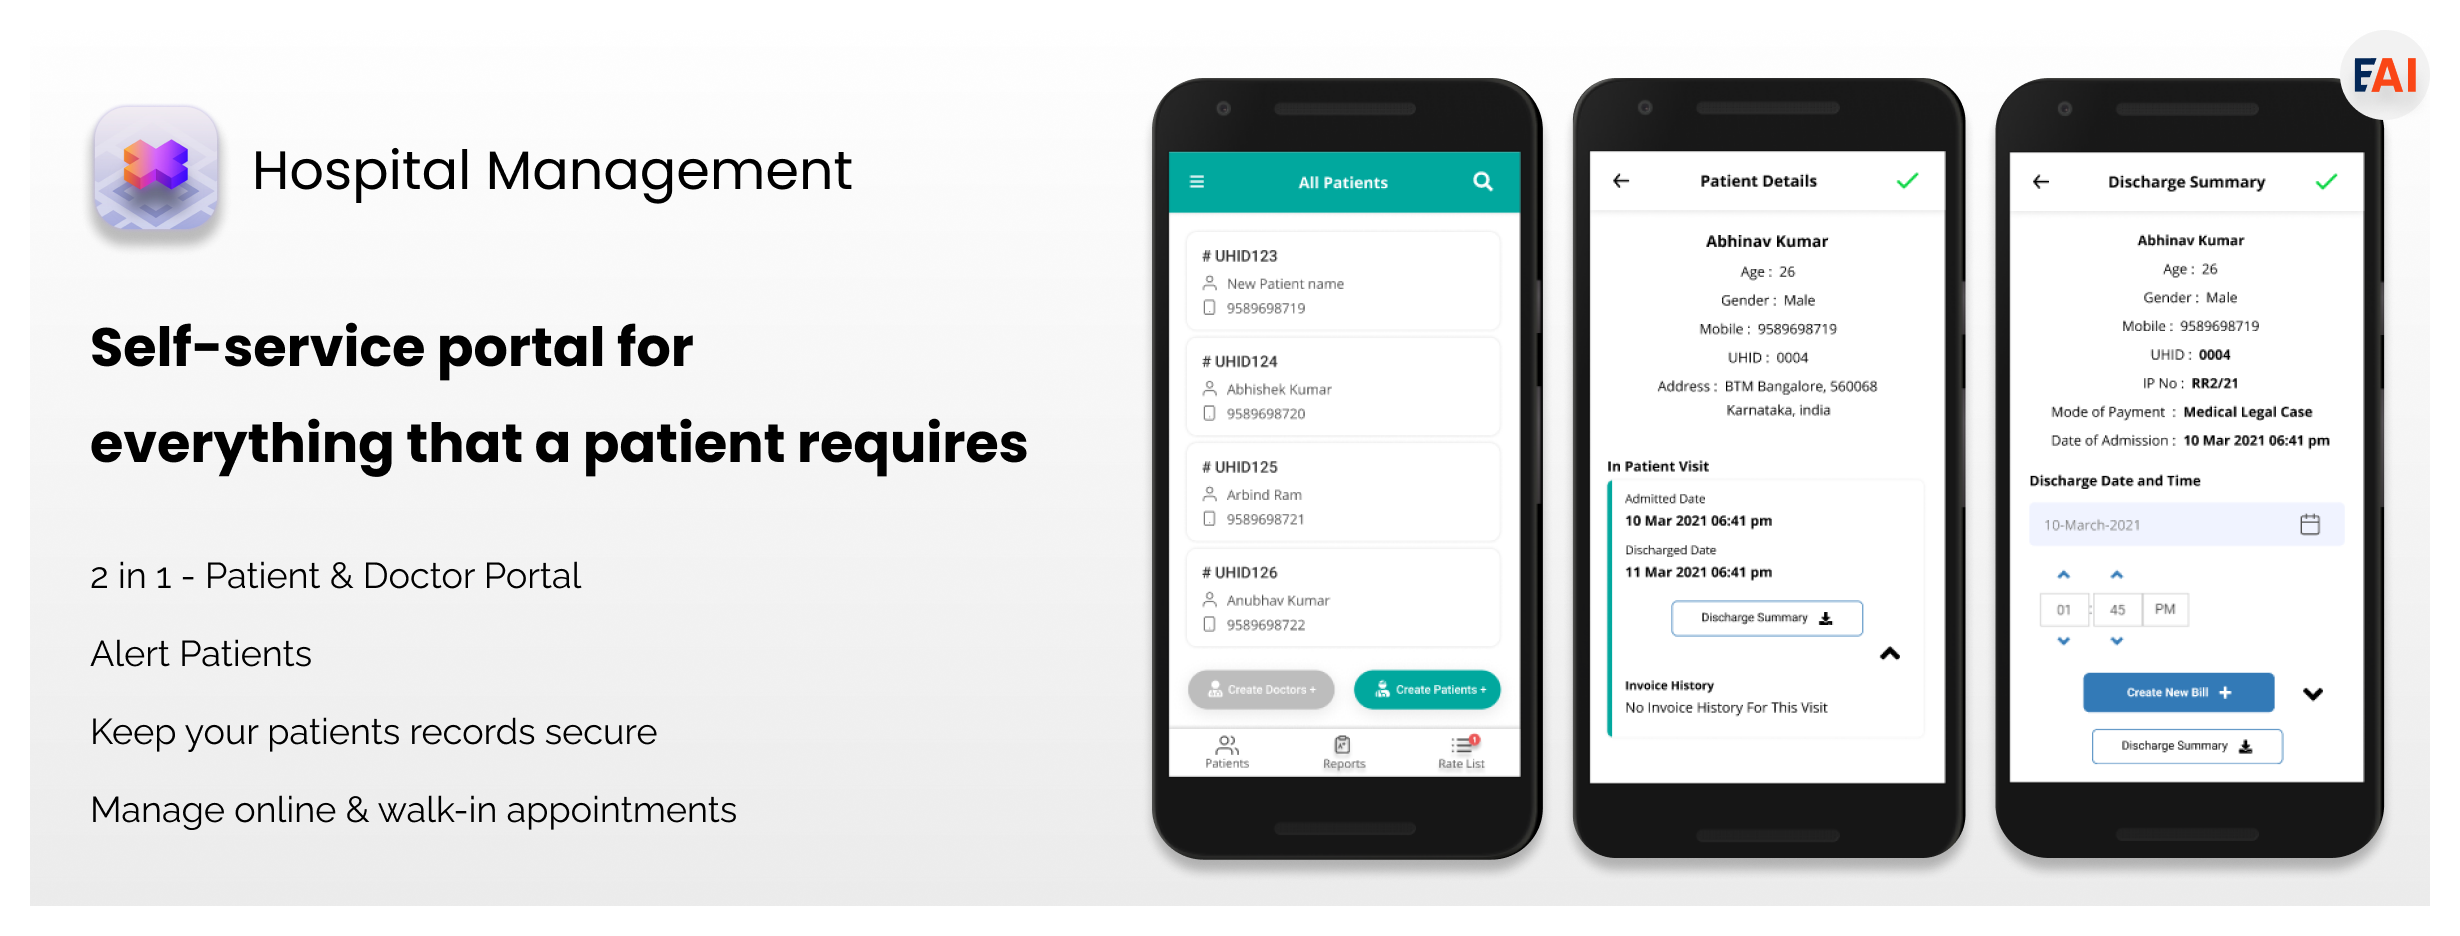 Hospital Management
Self-service portal for
everything that a patient requires
2 in 1 - Patient & Doctor Portal
Alert Patients
Keep your patients records secure
Manage online & walk-in appointments
All Patients
# UHID123
New Patient name
9589698719
# UHID124
Abhishek Kumar
9589698720
# UHID125
Arbind Ram
9589698721
# UHID126
Anubhav Kumar
9589698722
Create Doctors + Create Patients +
1
Patients Reports Rate List
Patient Details
Abhinav Kumar
Age : 26
Gender : Male
Mobile : 9589698719
UHID : 0004
Address : BTM Bangalore, 560068
Karnataka, india
In Patient Visit
Admitted Date
10 Mar 2021 06:41 pm
Discharged Date
11 Mar 2021 06:41 pm
Discharge Summary
Invoice History
No Invoice History For This Visit
EAI
Discharge Summary
Abhinav Kumar
Age : 26
Gender : Male
Mobile : 9589698719
UHID : 0004
IP No : RR2/21
Mode of Payment : Medical Legal Case
Date of Admission : 10 Mar 2021 06:41 pm
Discharge Date and Time
10-March-2021
01 : 45 PM
Create New Bill +
Discharge Summary